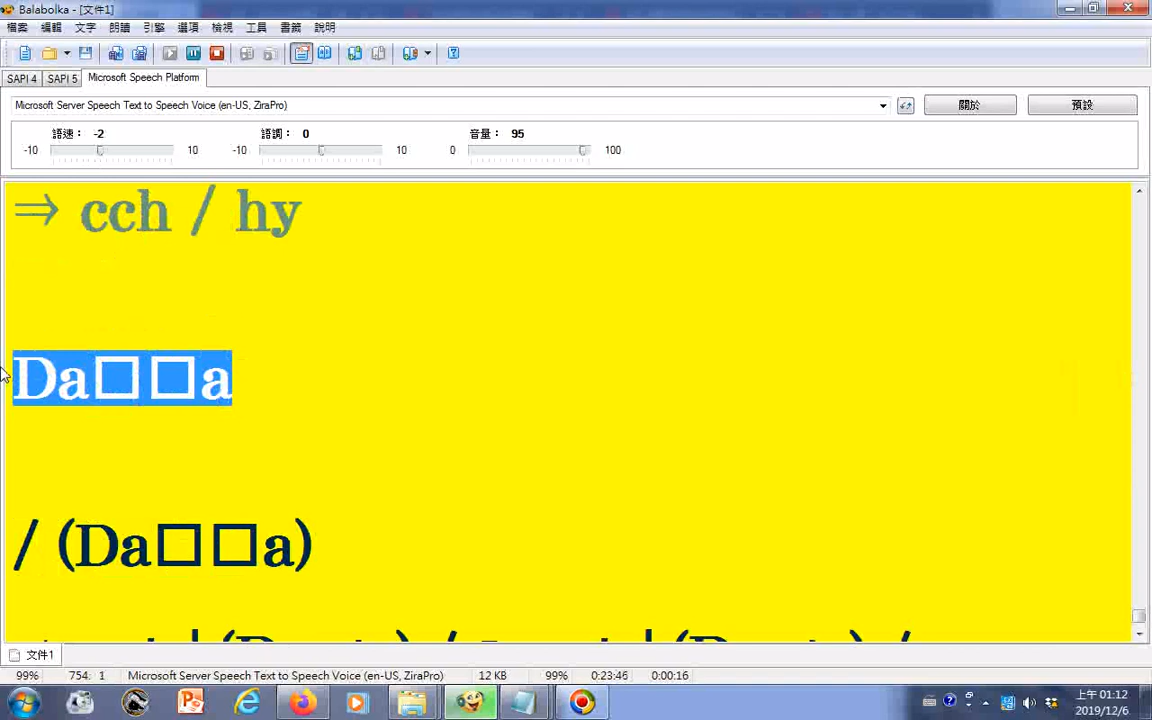 Balabolka - [文件1]
檔案 編輯 文字 朗讀 引擎 選項 檢視 工具 書籤 說明
SAPI 4 SAPI 5 Microsoft Speech Platform
Microsoft Server Speech Text to Speech Voice (en-US, ZiraPro)
關於 預設
語速： -2 語調： 0 音量： 95
-10 10 -10 10 0 100
⇒ cch / hy
Da□□a
/ (Da□□a)
文件1
99% 754: 1 Microsoft Server Speech Text to Speech Voice (en-US, ZiraPro) 12 KB 99% 0:23:46 0:00:16
上午 01:12
2019/12/6